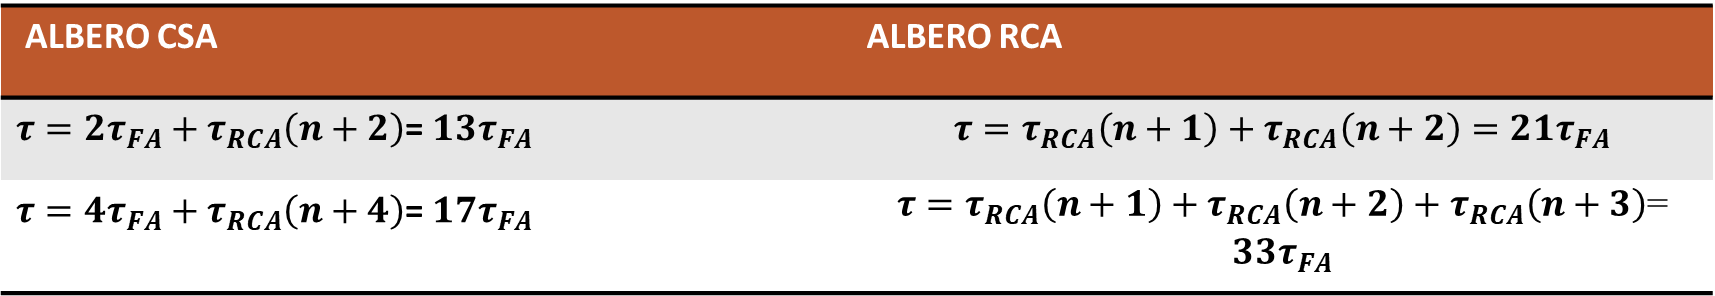 ALBERO CSA ALBERO RCA
τ = 2τ_FA + τ_RCA(n + 2)= 13τ_FA τ = τ_RCA(n + 1) + τ_RCA(n + 2) = 21τ_FA
τ = 4τ_FA + τ_RCA(n + 4)= 17τ_FA τ = τ_RCA(n + 1) + τ_RCA(n + 2) + τ_RCA(n + 3)=
33τ_FA